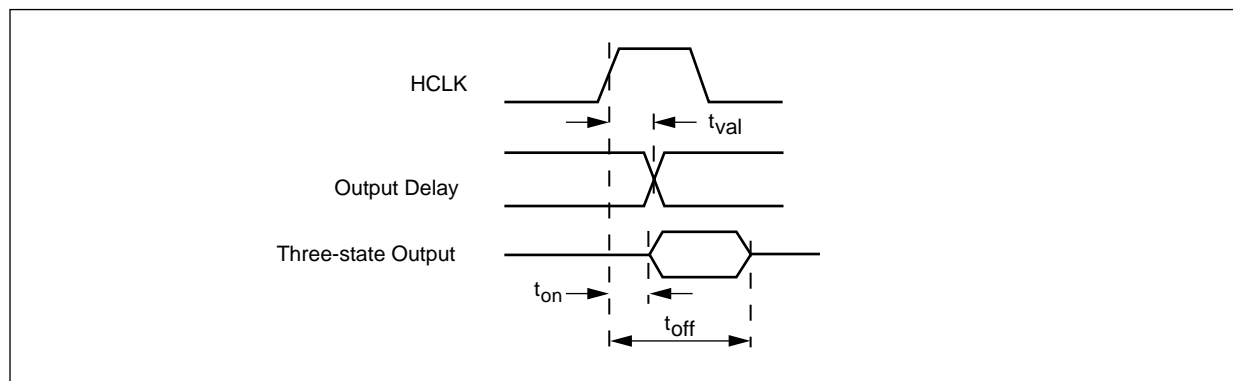 HCLK
tval
Output Delay
Three-state Output
ton
toff